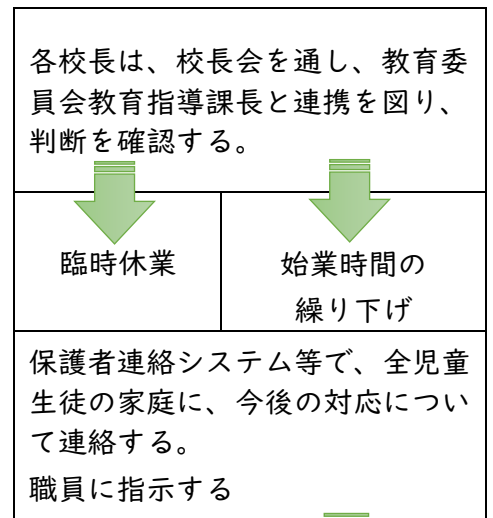 各校長は、校長会を通し、教育委
員会教育指導課長と連携を図り、
判断を確認する。
臨時休業
始業時間の
繰り下げ
保護者連絡システム等で、全児童
生徒の家庭に、今後の対応につい
て連絡する。
職員に指示する